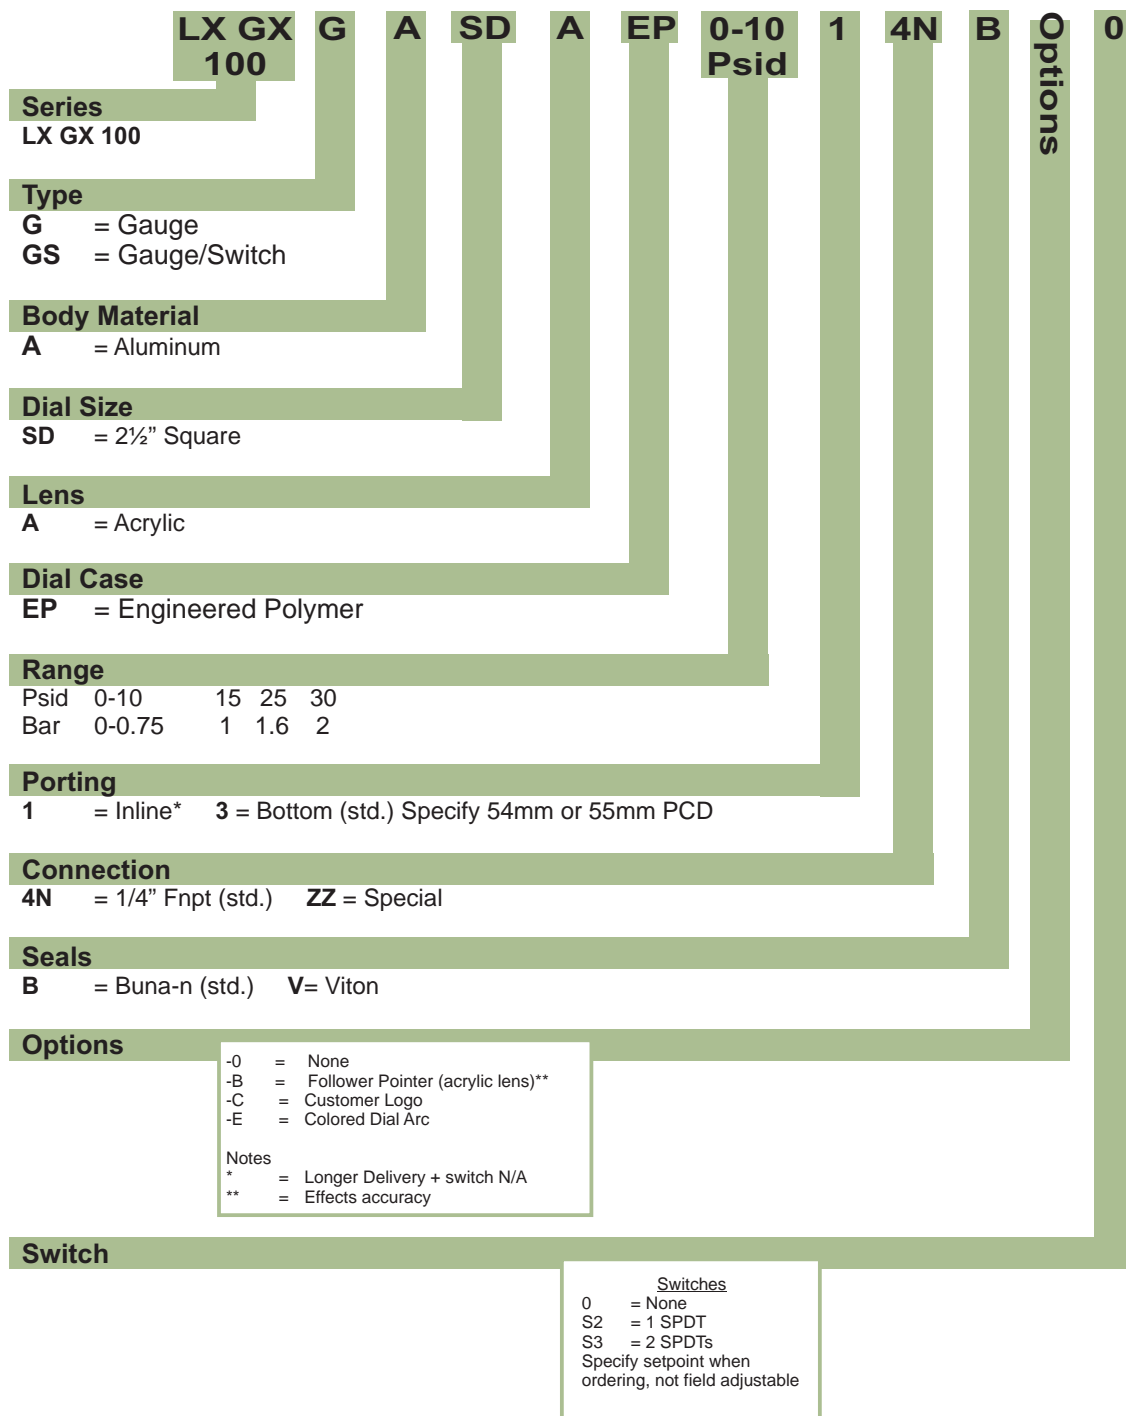 LX GX 100 G A SD A EP 0-10 Psid 1 4N B Options 0
Series
LX GX 100
Type
G = Gauge
GS = Gauge/Switch
Body Material
A = Aluminum
Dial Size
SD = 2½” Square
Lens
A = Acrylic
Dial Case
EP = Engineered Polymer
Range
Psid 0-10 15 25 30
Bar 0-0.75 1 1.6 2
Porting
1 = Inline* 3 = Bottom (std.) Specify 54mm or 55mm PCD
Connection
4N = 1/4” Fnpt (std.) ZZ = Special
Seals
B = Buna-n (std.) V= Viton
Options
-0 = None
-B = Follower Pointer (acrylic lens)**
-C = Customer Logo
-E = Colored Dial Arc
Notes
* = Longer Delivery + switch N/A
** = Effects accuracy
Switch
Switches
0 = None
S2 = 1 SPDT
S3 = 2 SPDTs
Specify setpoint when
ordering, not field adjustable